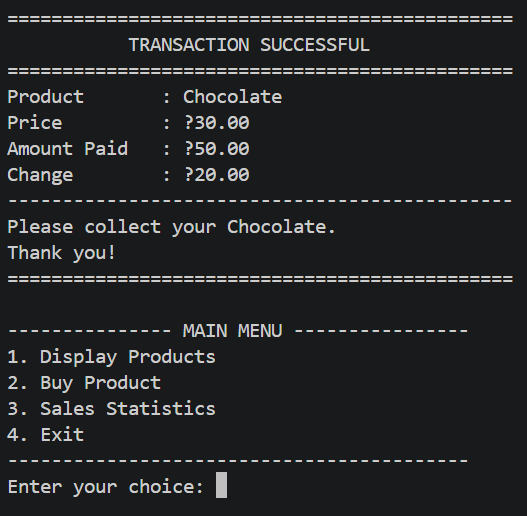 ==============================================
           TRANSACTION SUCCESSFUL
==============================================
Product       : Chocolate
Price         : ?30.00
Amount Paid   : ?50.00
Change        : ?20.00
----------------------------------------------
Please collect your Chocolate.
Thank you!
==============================================

--------------- MAIN MENU ----------------
1. Display Products
2. Buy Product
3. Sales Statistics
4. Exit
------------------------------------------
Enter your choice: